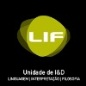 LIF
Unidade de I&D
LINGUAGEM | INTERPRETAÇÃO | FILOSOFIA